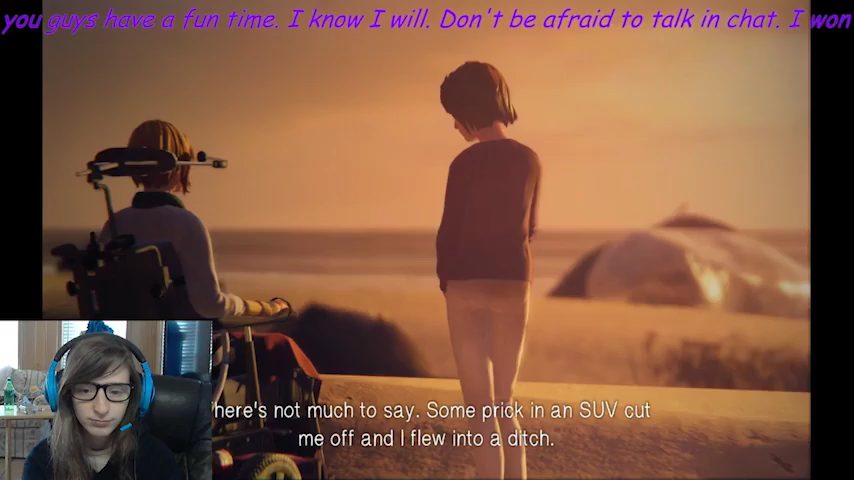 you guys have a fun time. I know I will. Don't be afraid to talk in chat. I won
here's not much to say. Some prick in an SUV cut
me off and I flew into a ditch.